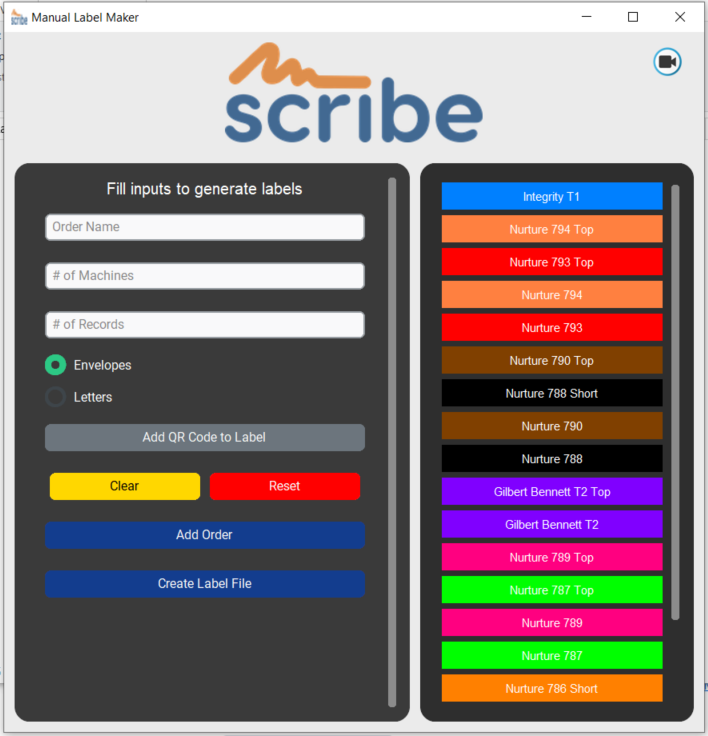 Manual Label Maker
scribe
Fill inputs to generate labels
Order Name
# of Machines
# of Records
Envelopes
Letters
Add QR Code to Label
Clear
Reset
Add Order
Create Label File
Integrity T1
Nurture 794 Top
Nurture 793 Top
Nurture 794
Nurture 793
Nurture 790 Top
Nurture 788 Short
Nurture 790
Nurture 788
Gilbert Bennett T2 Top
Gilbert Bennett T2
Nurture 789 Top
Nurture 787 Top
Nurture 789
Nurture 787
Nurture 786 Short